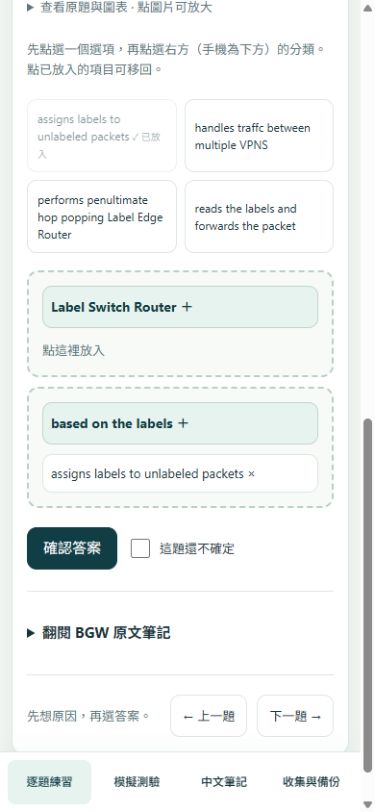 ▶ 查看原題與圖表 · 點圖片可放大
先點選一個選項，再點選右方（手機為下方）的分類。
點已放入的項目可移回。
assigns labels to
unlabeled packets ✓ 已放
入
handles traffc between
multiple VPNS
performs penultimate
hop popping Label Edge
Router
reads the labels and
forwards the packet
Label Switch Router ＋
點這裡放入
based on the labels ＋
assigns labels to unlabeled packets ×
確認答案
這題還不確定
▶ 翻閱 BGW 原文筆記
先想原因，再選答案。
← 上一題
下一題 →
逐題練習
模擬測驗
中文筆記
收集與備份